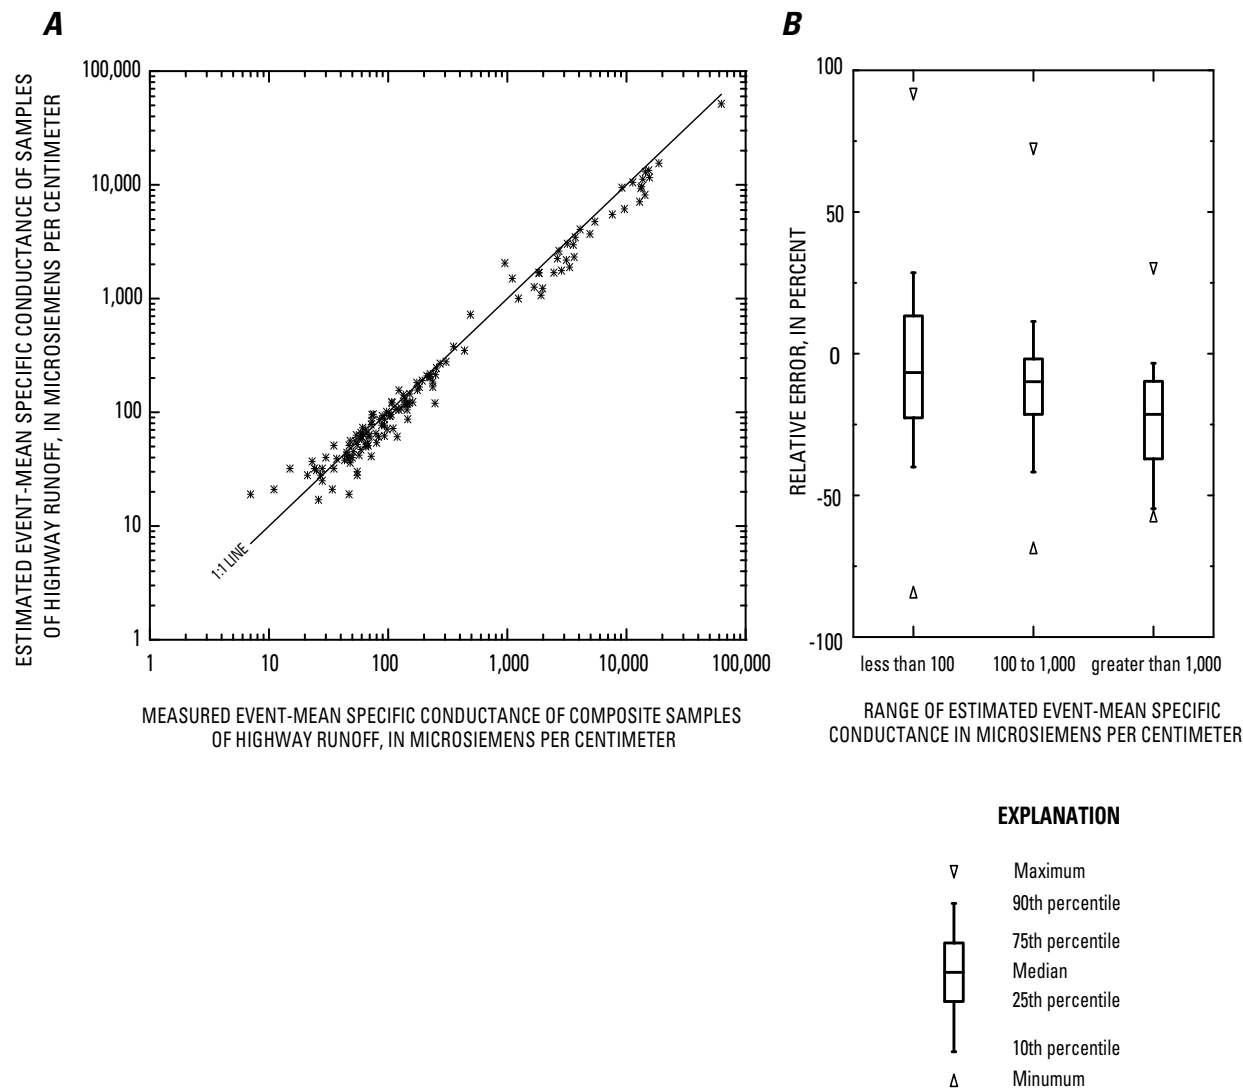 A
B
ESTIMATED EVENT-MEAN SPECIFIC CONDUCTANCE OF SAMPLES
OF HIGHWAY RUNOFF, IN MICROSIEMENS PER CENTIMETER
100,000
10,000
1,000
100
10
1
1:1 LINE
1
10
100
1,000
10,000
100,000
MEASURED EVENT-MEAN SPECIFIC CONDUCTANCE OF COMPOSITE SAMPLES
OF HIGHWAY RUNOFF, IN MICROSIEMENS PER CENTIMETER
RELATIVE ERROR, IN PERCENT
100
50
0
-50
-100
less than 100
100 to 1,000
greater than 1,000
RANGE OF ESTIMATED EVENT-MEAN SPECIFIC
CONDUCTANCE IN MICROSIEMENS PER CENTIMETER
EXPLANATION
Maximum
90th percentile
75th percentile
Median
25th percentile
10th percentile
Minumum